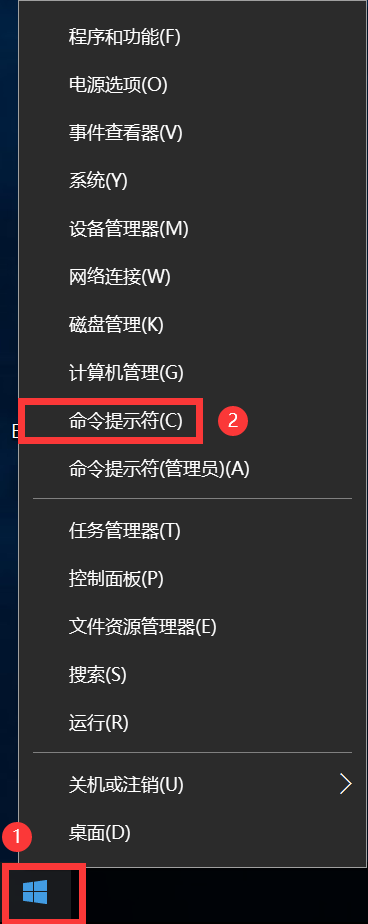 程序和功能(F)
电源选项(O)
事件查看器(V)
系统(Y)
设备管理器(M)
网络连接(W)
磁盘管理(K)
计算机管理(G)
命令提示符(C)
2
命令提示符(管理员)(A)
任务管理器(T)
控制面板(P)
文件资源管理器(E)
搜索(S)
运行(R)
关机或注销(U)
桌面(D)
1